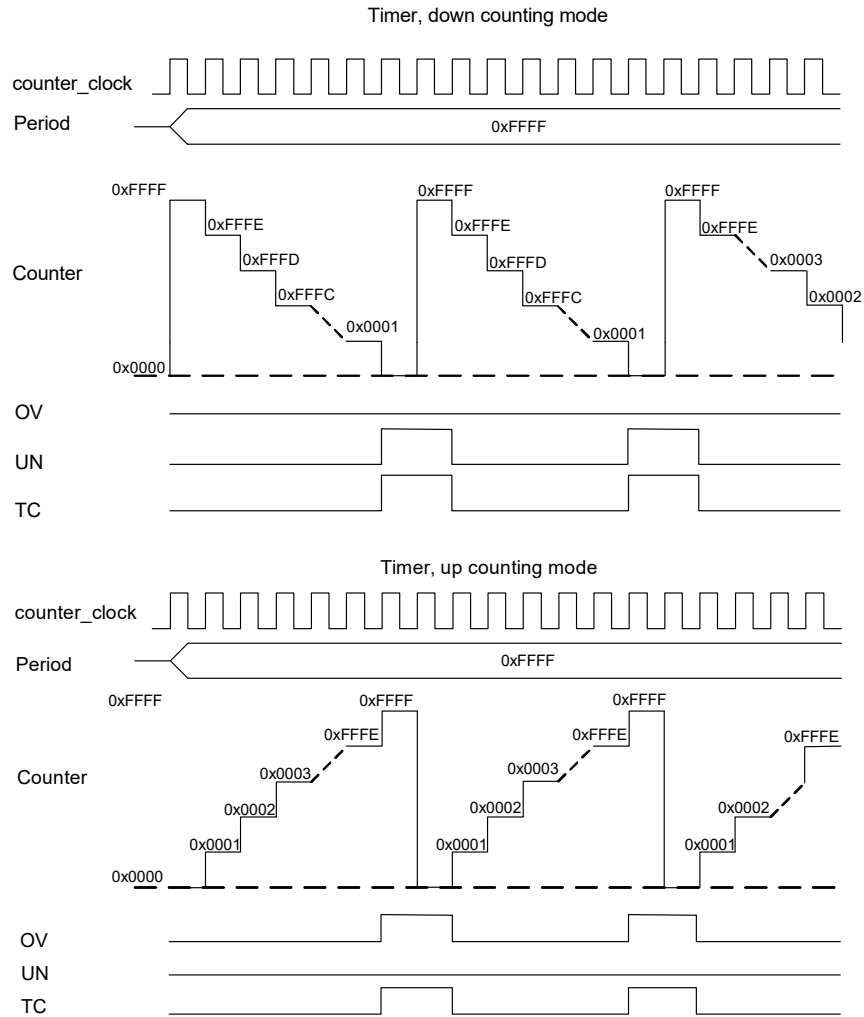 Timer, down counting mode
counter_clock
Period
0xFFFF
0xFFFF 0xFFFF 0xFFFF
0xFFFE 0xFFFE 0xFFFE
0xFFFD 0xFFFD 0x0003
Counter
0xFFFC 0xFFFC 0x0002
0x0001 0x0001
0x0000
OV
UN
TC
Timer, up counting mode
counter_clock
Period
0xFFFF
0xFFFF 0xFFFF 0xFFFF
0xFFFE 0xFFFE 0xFFFE
Counter
0x0003 0x0003
0x0002 0x0002 0x0002
0x0001 0x0001 0x0001
0x0000
OV
UN
TC